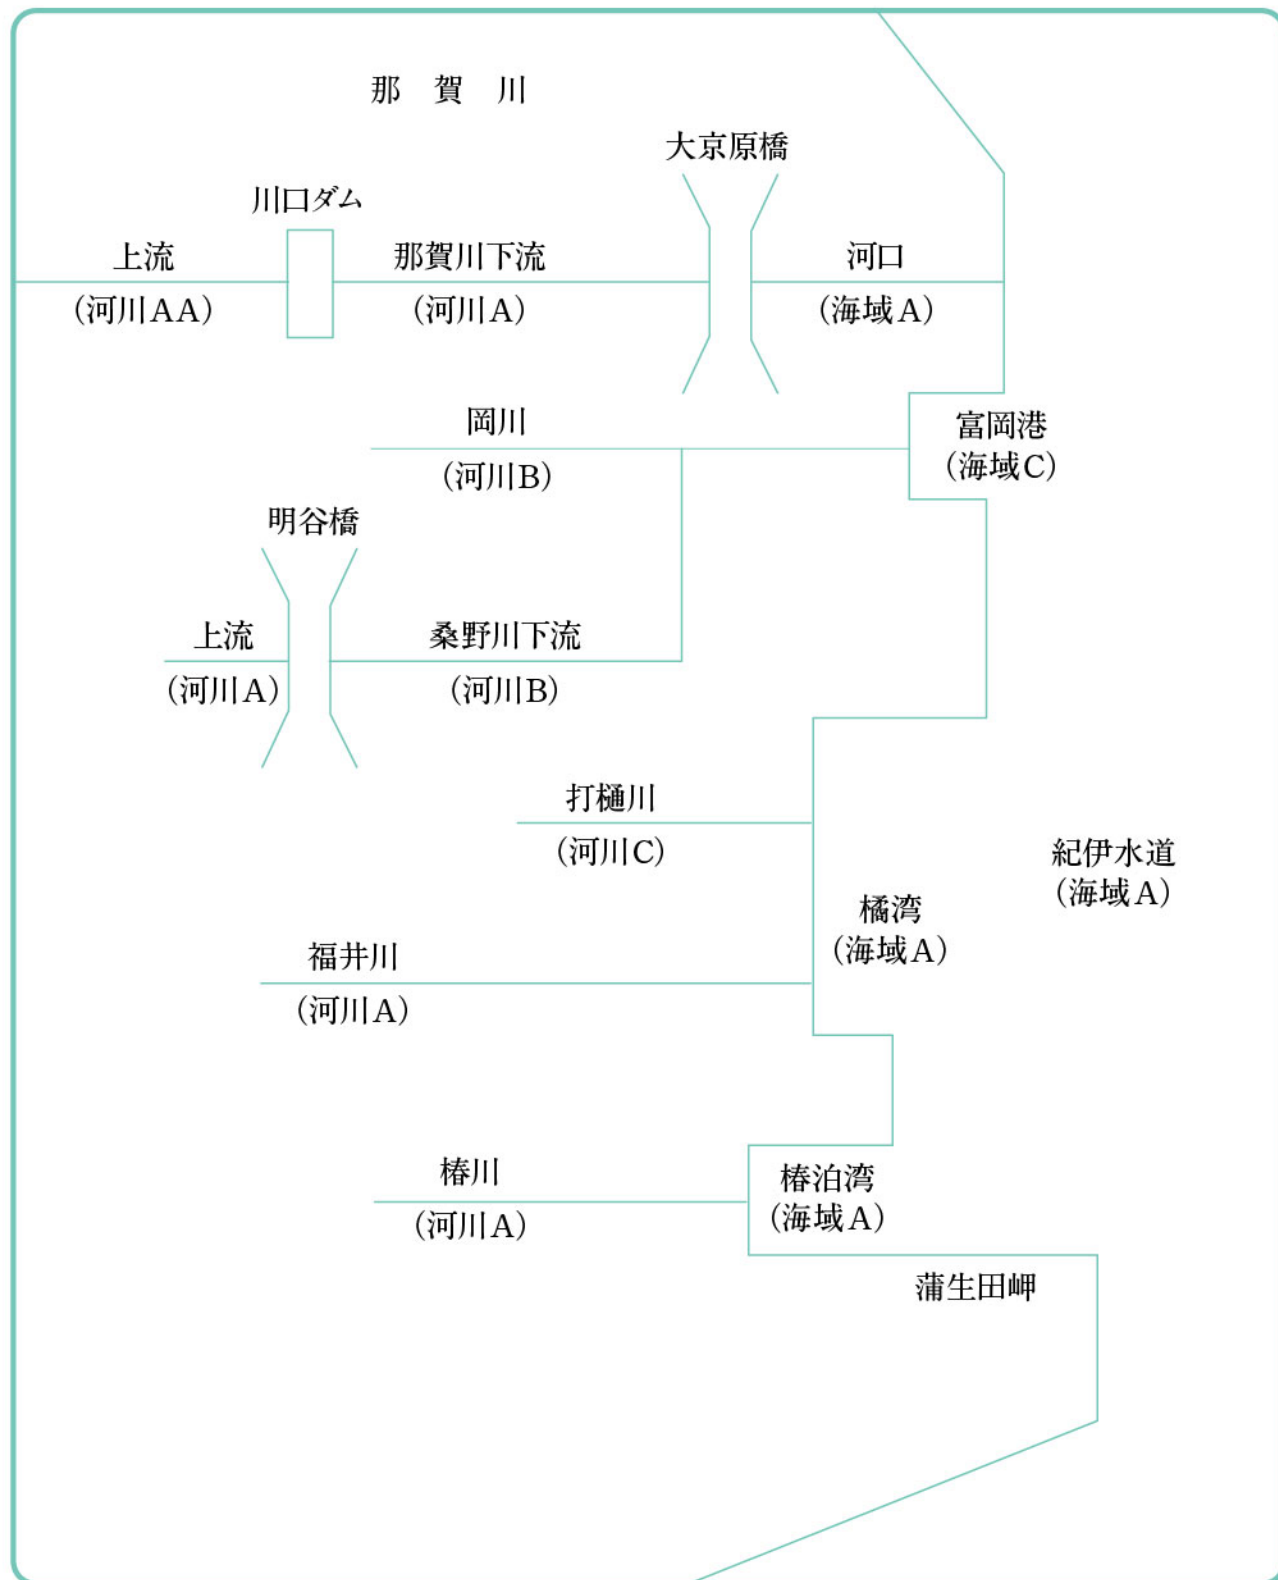 那 賀 川
大京原橋
川口ダム
上流
(河川AA)
那賀川下流
(河川A)
河口
(海域A)
岡川
(河川B)
富岡港
(海域C)
明谷橋
上流
(河川A)
桑野川下流
(河川B)
打樋川
(河川C)
紀伊水道
(海域A)
橘湾
(海域A)
福井川
(河川A)
椿川
(河川A)
椿泊湾
(海域A)
蒲生田岬